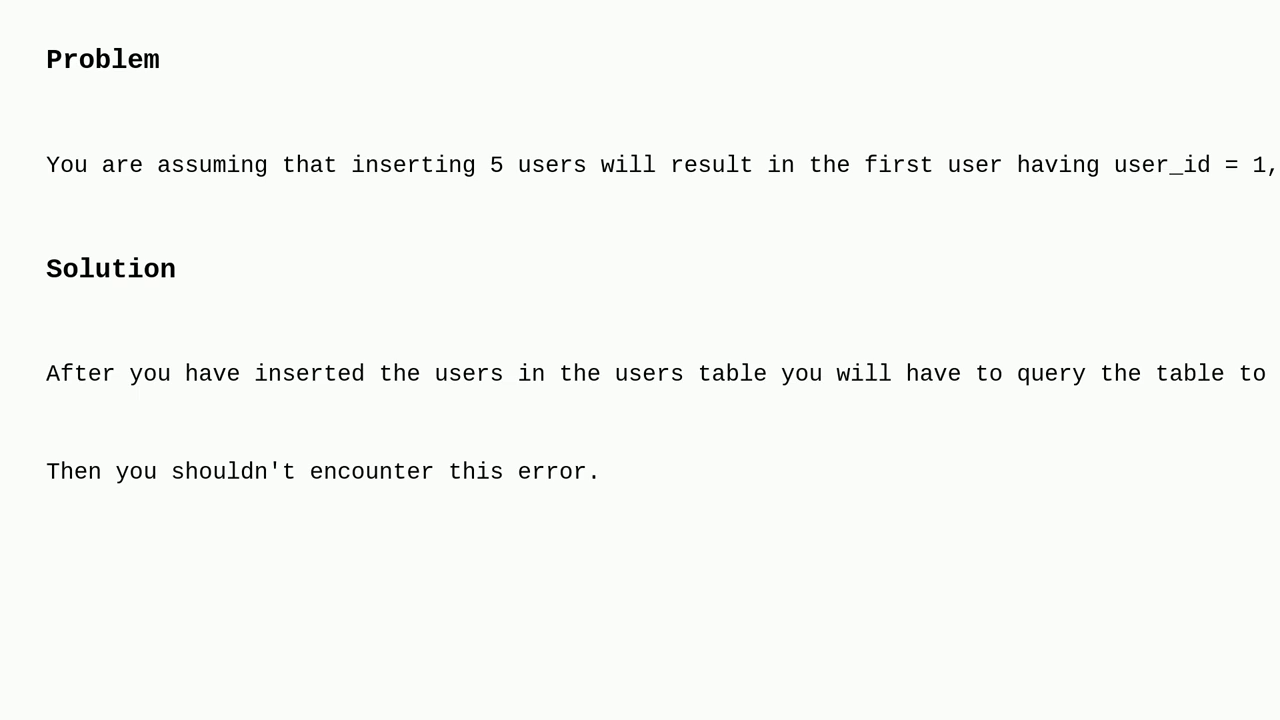 Problem
You are assuming that inserting 5 users will result in the first user having user_id = 1,
Solution
After you have inserted the users in the users table you will have to query the table to
Then you shouldn't encounter this error.